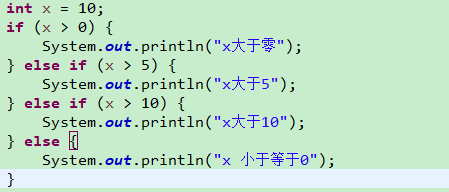 int x = 10;
if (x > 0) {
    System.out.println("x大于零");
} else if (x > 5) {
    System.out.println("x大于5");
} else if (x > 10) {
    System.out.println("x大于10");
} else {
    System.out.println("x 小于等于0");
}